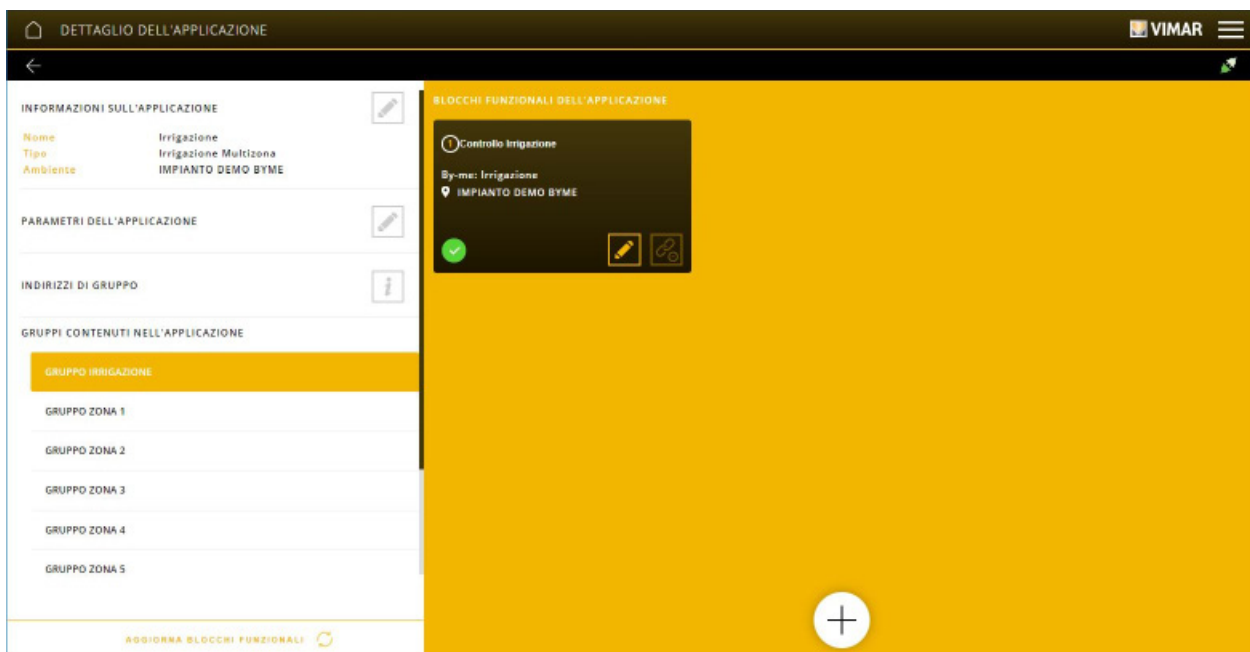 DETTAGLIO DELL'APPLICAZIONE
VIMAR
INFORMAZIONI SULL'APPLICAZIONE
Nome Irrigazione
Tipo Irrigazione Multizona
Ambiente IMPIANTO DEMO BYME
PARAMETRI DELL'APPLICAZIONE
INDIRIZZI DI GRUPPO
GRUPPI CONTENUTI NELL'APPLICAZIONE
GRUPPO IRRIGAZIONE
GRUPPO ZONA 1
GRUPPO ZONA 2
GRUPPO ZONA 3
GRUPPO ZONA 4
GRUPPO ZONA 5
AGGIORNA BLOCCHI FUNZIONALI
BLOCCHI FUNZIONALI DELL'APPLICAZIONE
1 Controllo Irrigazione
By-me: Irrigazione
IMPIANTO DEMO BYME